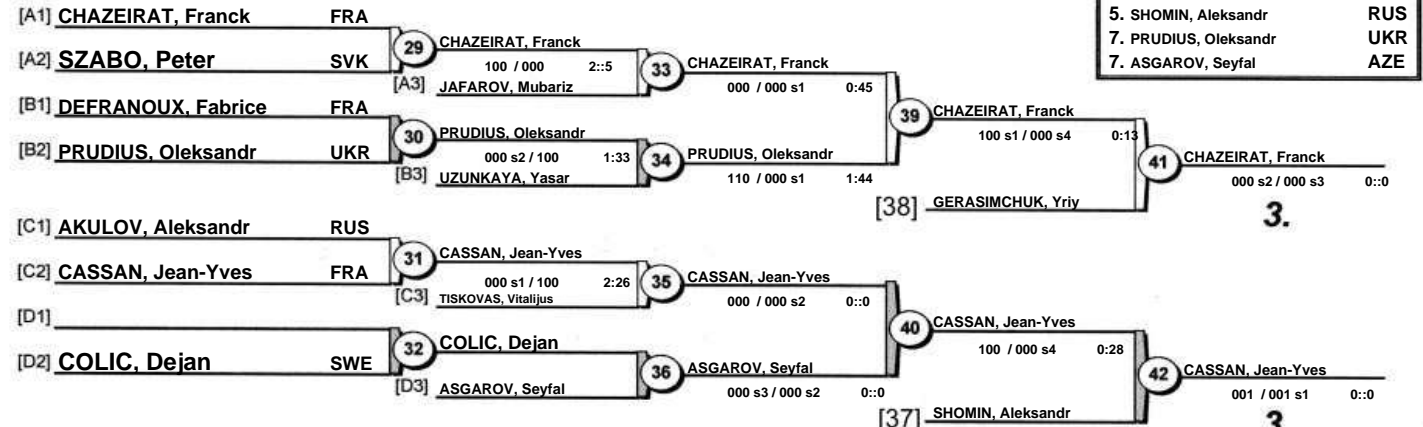 [A1] CHAZEIRAT, Franck FRA
5. SHOMIN, Aleksandr RUS
7. PRUDIUS, Oleksandr UKR
7. ASGAROV, Seyfal AZE
[A2] SZABO, Peter SVK
29 CHAZEIRAT, Franck
100 / 000 2::5
[A3] JAFAROV, Mubariz
33 CHAZEIRAT, Franck
000 / 000 s1 0:45
[B1] DEFRANOUX, Fabrice FRA
[B2] PRUDIUS, Oleksandr UKR
30 PRUDIUS, Oleksandr
000 s2 / 100 1:33
[B3] UZUNKAYA, Yasar
34 PRUDIUS, Oleksandr
110 / 000 s1 1:44
39 CHAZEIRAT, Franck
100 s1 / 000 s4 0:13
[38] GERASIMCHUK, Yriy
41 CHAZEIRAT, Franck
000 s2 / 000 s3 0::0
3.
[C1] AKULOV, Aleksandr RUS
[C2] CASSAN, Jean-Yves FRA
31 CASSAN, Jean-Yves
000 s1 / 100 2:26
[C3] TISKOVAS, Vitalijus
35 CASSAN, Jean-Yves
000 / 000 s2 0::0
[D1]
[D2] COLIC, Dejan SWE
32 COLIC, Dejan
[D3] ASGAROV, Seyfal
36 ASGAROV, Seyfal
000 s3 / 000 s2 0::0
40 CASSAN, Jean-Yves
100 / 000 s4 0:28
[37] SHOMIN, Aleksandr
42 CASSAN, Jean-Yves
001 / 001 s1 0::0
3